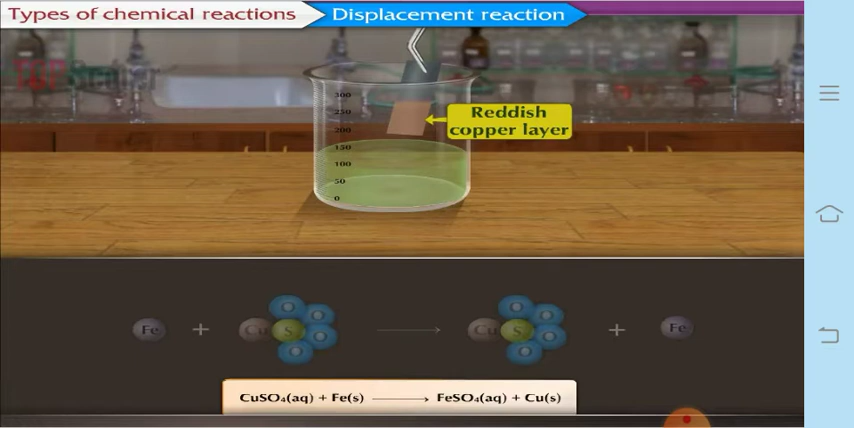 Types of chemical reactions
Displacement reaction
TOP
300
250
200
150
100
50
0
Reddish
copper layer
Fe + Cu S O O O O → Cu S O O O O + Fe
CuSO₄(aq) + Fe(s) → FeSO₄(aq) + Cu(s)